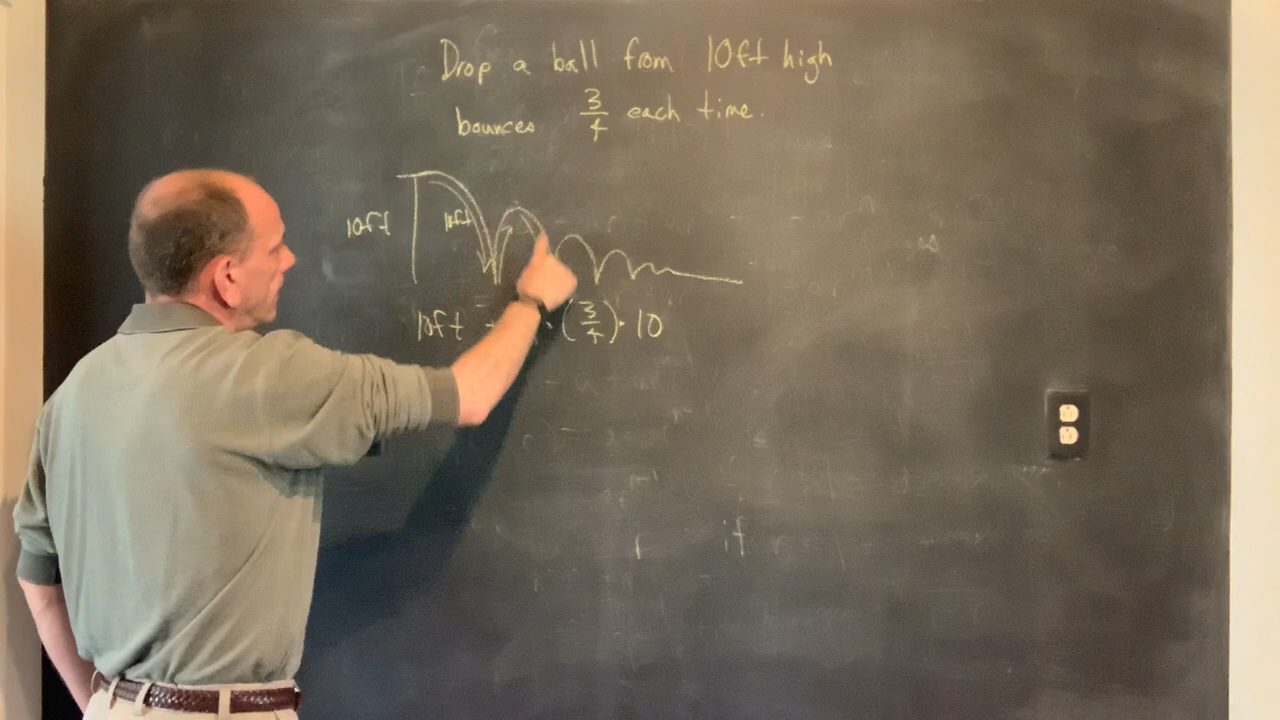 Drop a ball from 10ft high
bounces 3/4 each time.
10ft 10ft
10ft · (3/4) · 10
if